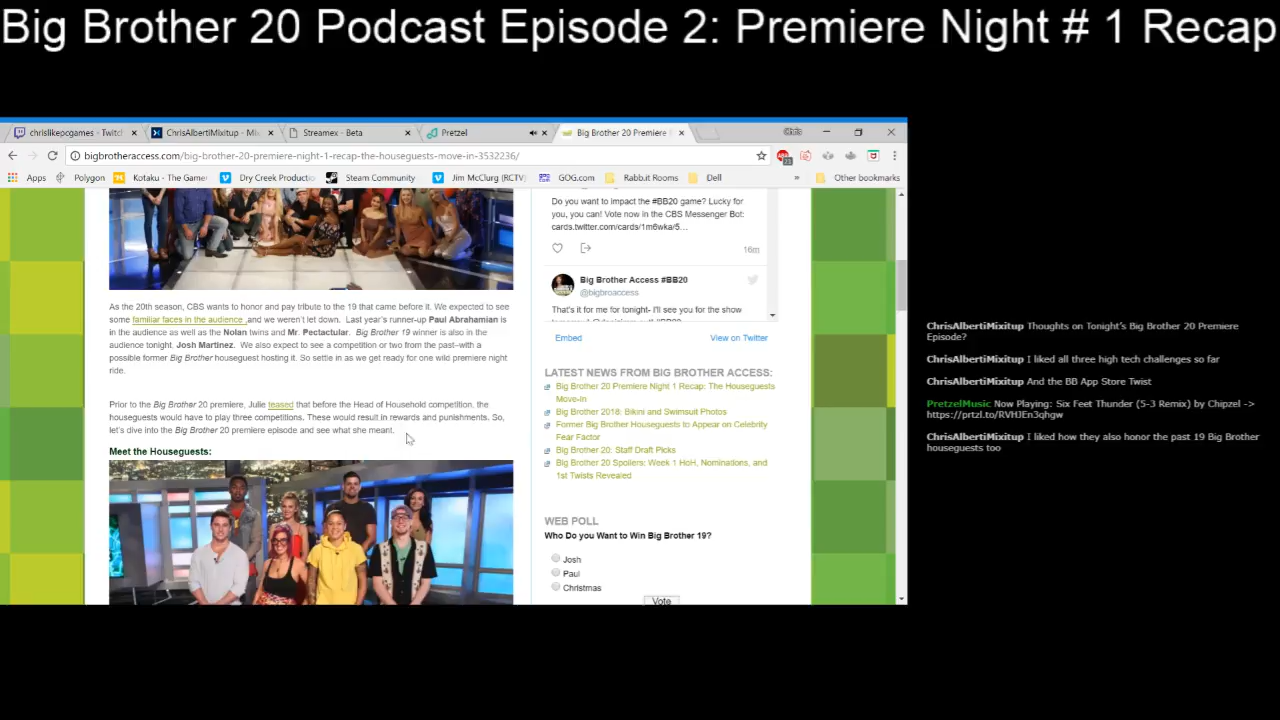 Big Brother 20 Podcast Episode 2: Premiere Night # 1 Recap
chrislikepcgames - Twitch
ChrisAlbertiMixitup - Mix
Streamex - Beta
Pretzel
Big Brother 20 Premiere
Chris
bigbrotheraccess.com/big-brother-20-premiere-night-1-recap-the-houseguests-move-in-3532236/
Apps
Polygon
Kotaku - The Gamer
Dry Creek Productio
Steam Community
Jim McClurg (RCTV)
GOG.com
Rabb.it Rooms
Dell
»
Other bookmarks
As the 20th season, CBS wants to honor and pay tribute to the 19 that came before it. We expected to see
some familiar faces in the audience ,and we weren't let down. Last year's runner-up Paul Abrahamian is
in the audience as well as the Nolan twins and Mr. Pectactular. Big Brother 19 winner is also in the
audience tonight. Josh Martinez. We also expect to see a competition or two from the past–with a
possible former Big Brother houseguest hosting it. So settle in as we get ready for one wild premiere night
ride.
Prior to the Big Brother 20 premiere, Julie teased that before the Head of Household competition, the
houseguests would have to play three competitions. These would result in rewards and punishments. So,
let's dive into the Big Brother 20 premiere episode and see what she meant.
Meet the Houseguests:
Do you want to impact the #BB20 game? Lucky for
you, you can! Vote now in the CBS Messenger Bot:
cards.twitter.com/cards/1m6wka/5…
16m
Big Brother Access #BB20
@bigbroaccess
That's it for me for tonight- I'll see you for the show
Embed
View on Twitter
LATEST NEWS FROM BIG BROTHER ACCESS:
Big Brother 20 Premiere Night 1 Recap: The Houseguests
Move-In
Big Brother 2018: Bikini and Swimsuit Photos
Former Big Brother Houseguests to Appear on Celebrity
Fear Factor
Big Brother 20: Staff Draft Picks
Big Brother 20 Spoilers: Week 1 HoH, Nominations, and
1st Twists Revealed
WEB POLL
Who Do you Want to Win Big Brother 19?
Josh
Paul
Christmas
Vote
ChrisAlbertiMixitup Thoughts on Tonight's Big Brother 20 Premiere
Episode?
ChrisAlbertiMixitup I liked all three high tech challenges so far
ChrisAlbertiMixitup And the BB App Store Twist
PretzelMusic Now Playing: Six Feet Thunder (5-3 Remix) by Chipzel ->
https://prtzl.to/RVHJEn3qhgw
ChrisAlbertiMixitup I liked how they also honor the past 19 Big Brother
houseguests too